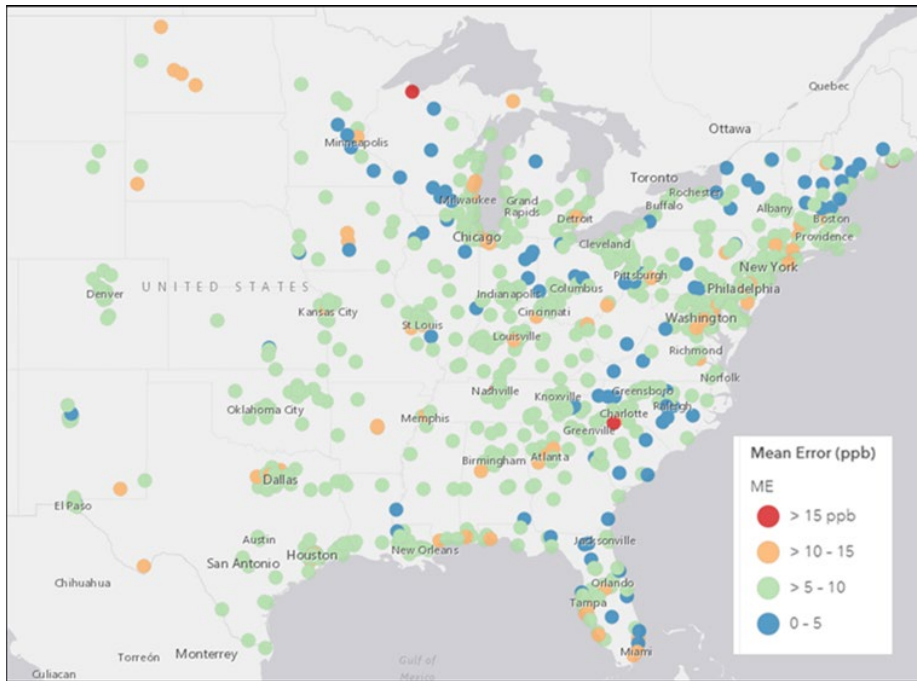 Quebec
Ottawa
Minneapolis
Toronto
Rochester
Milwaukee
Grand
Rapids
Buffalo
Albany
Boston
Detroit
Providence
Chicago
Cleveland
New York
Pittsburgh
Denver
UNITED STATES
Indianapolis
Columbus
Philadelphia
Kansas City
St Louis
Cincinnati
Washington
Louisville
Richmond
Norfolk
Nashville
Knoxville
Greensboro
Oklahoma City
Memphis
Charlotte
Raleigh
Greenville
Birmingham
Atlanta
Dallas
El Paso
Austin
Houston
New Orleans
Jacksonville
San Antonio
Chihuahua
Orlando
Tampa
Torreón
Monterrey
Miami
Gulf of
Mexico
Culiacan
Mean Error (ppb)
ME
> 15 ppb
> 10 - 15
> 5 - 10
0 - 5